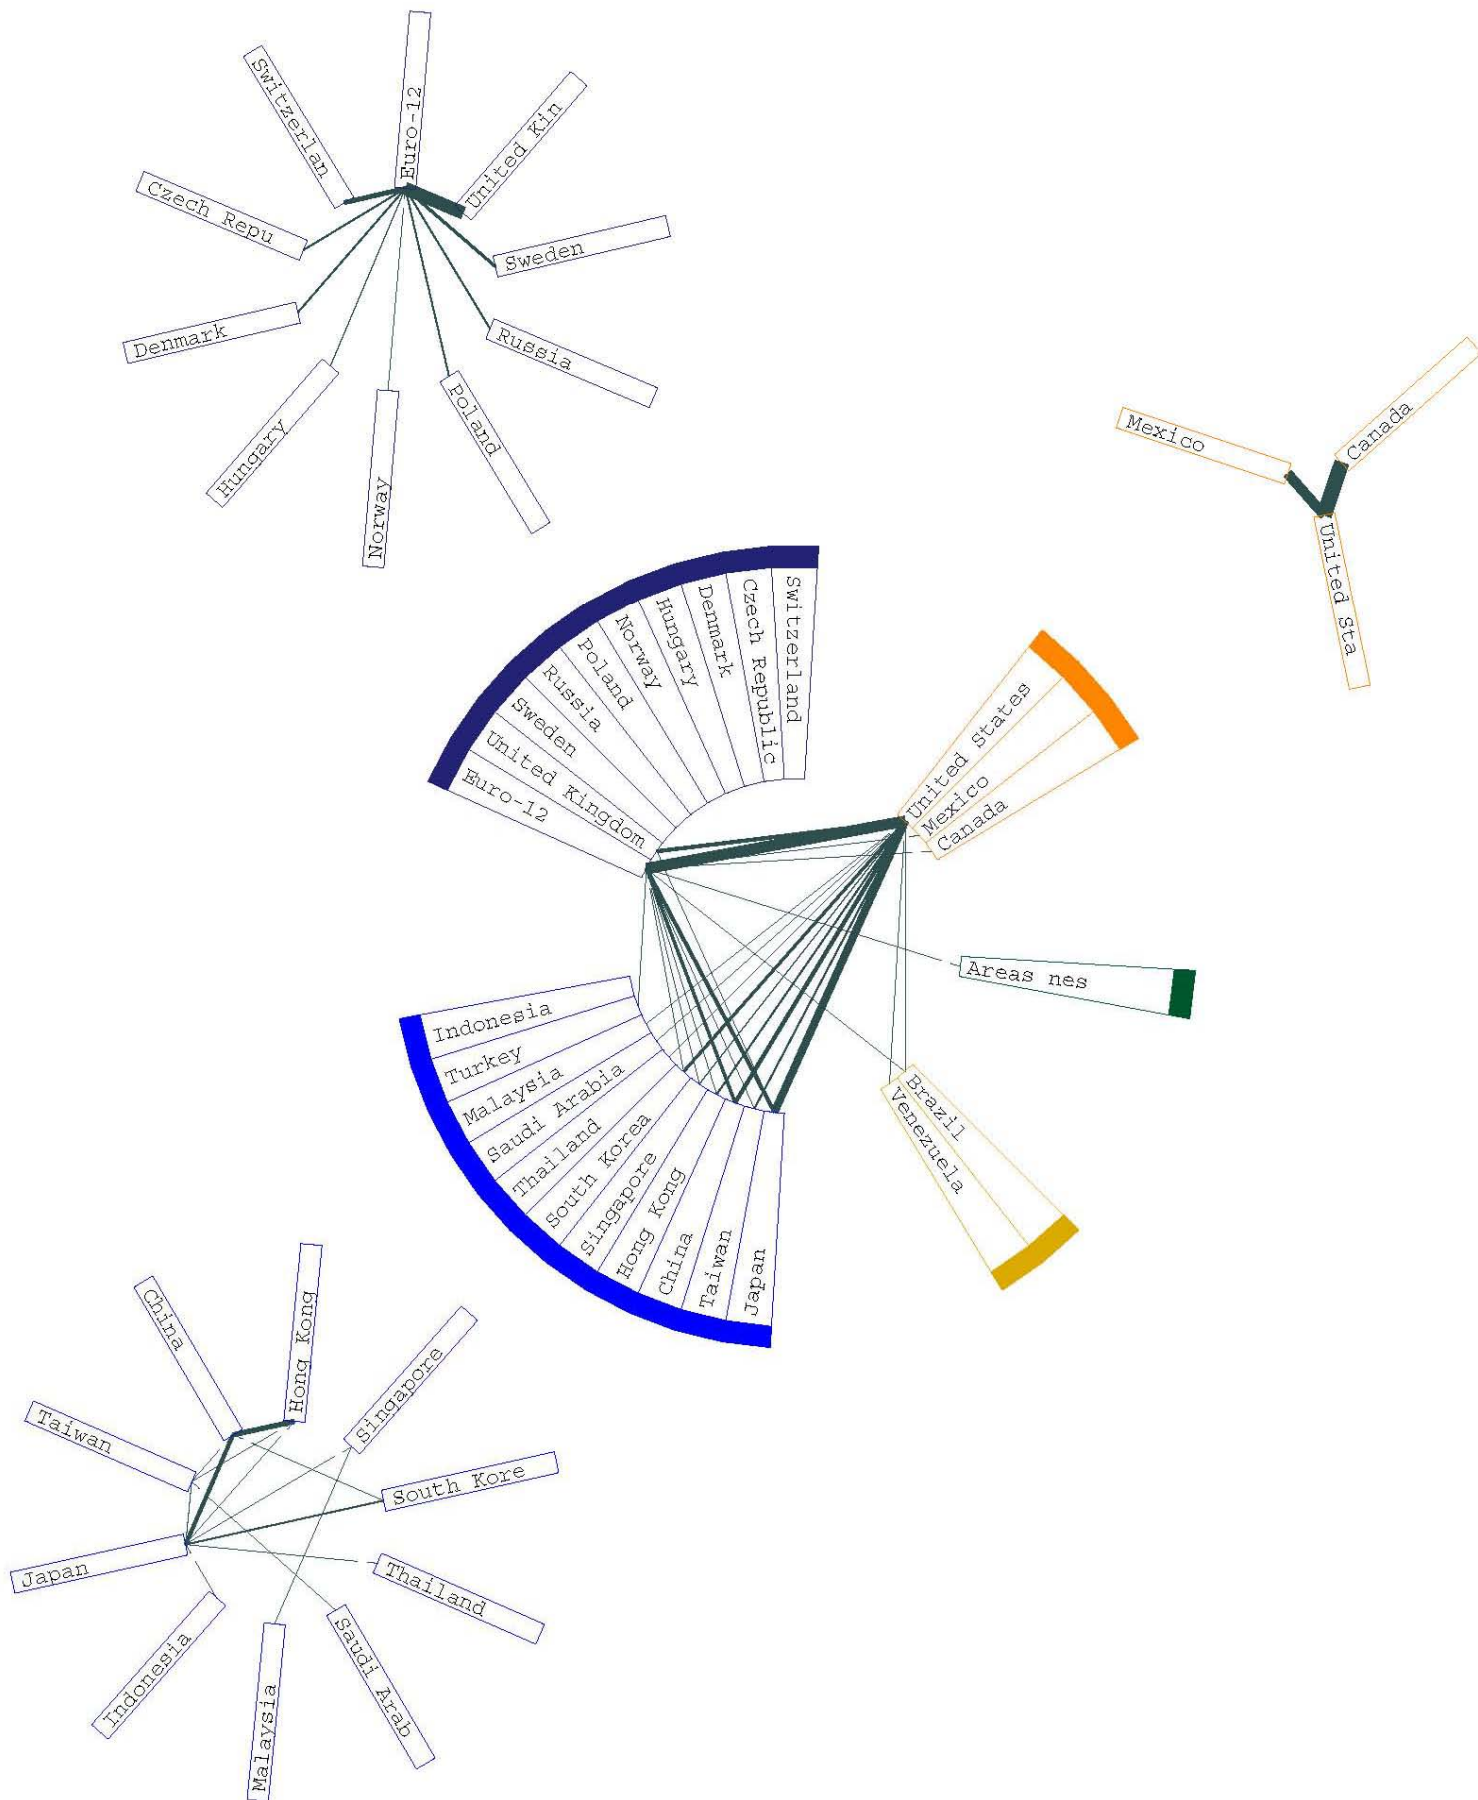 Switzerlan
Euro-12
United Kin
Czech Repu
Sweden
Denmark
Russia
Hungary
Norway
Poland
Mexico
Canada
United Sta
Switzerland
Czech Republic
Denmark
Hungary
Norway
Poland
Russia
Sweden
United Kingdom
Euro-12
United States
Mexico
Canada
Areas nes
Brazil
Venezuela
Indonesia
Turkey
Malaysia
Saudi Arabia
Thailand
South Korea
Singapore
Hong Kong
China
Taiwan
Japan
China
Hong Kong
Singapore
Taiwan
South Kore
Japan
Thailand
Indonesia
Malaysia
Saudi Arab